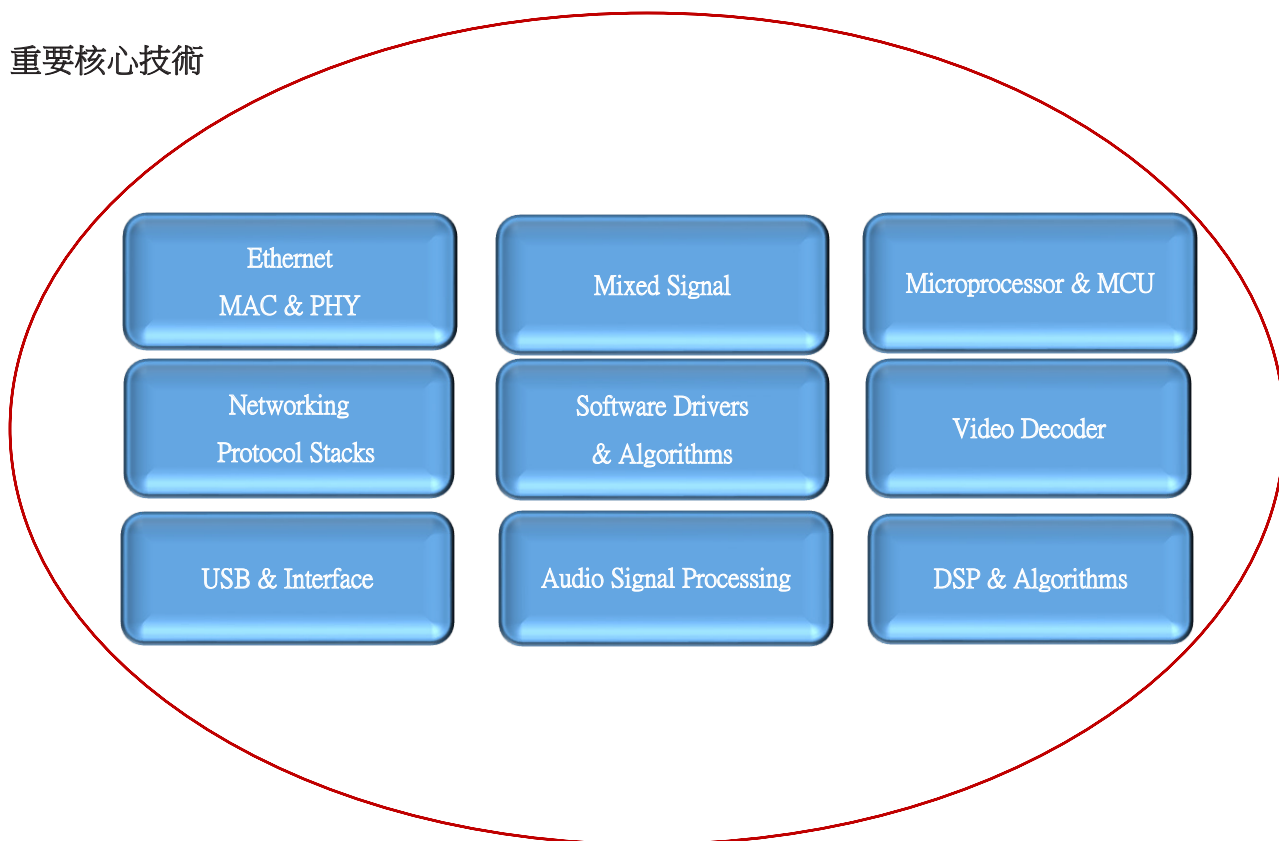 重要核心技術
Ethernet
MAC & PHY
Mixed Signal
Microprocessor & MCU
Networking
Protocol Stacks
Software Drivers
& Algorithms
Video Decoder
USB & Interface
Audio Signal Processing
DSP & Algorithms